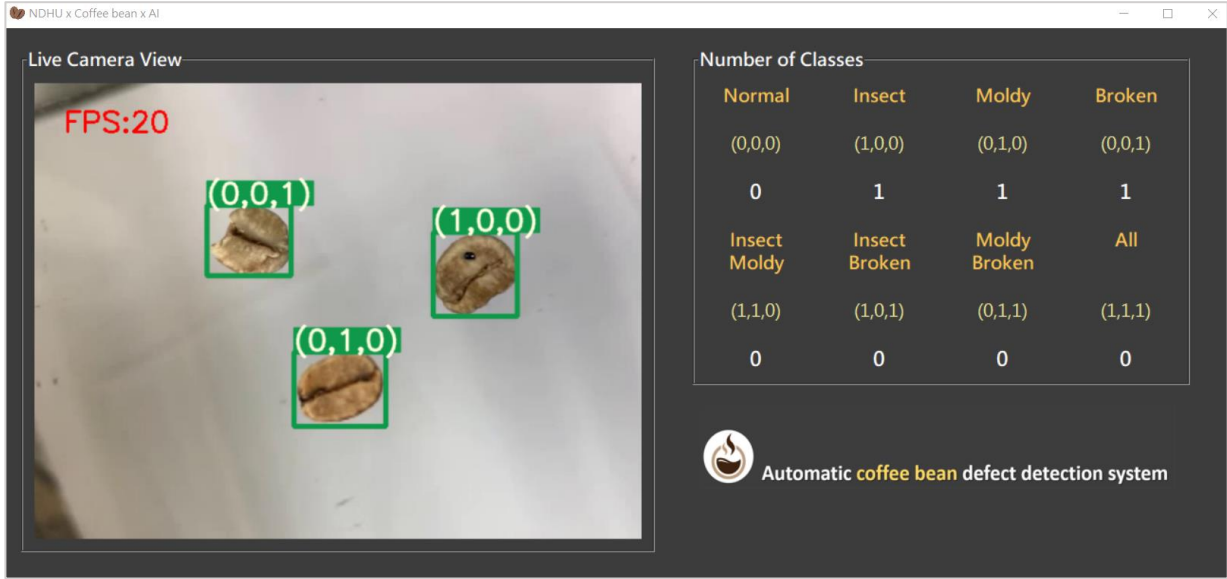 NDHU x Coffee bean x AI
Live Camera View
FPS:20
(0,0,1)
(1,0,0)
(0,1,0)
Number of Classes
Normal Insect Moldy Broken
(0,0,0) (1,0,0) (0,1,0) (0,0,1)
0 1 1 1
Insect Insect Moldy All
Moldy Broken Broken
(1,1,0) (1,0,1) (0,1,1) (1,1,1)
0 0 0 0
Automatic coffee bean defect detection system